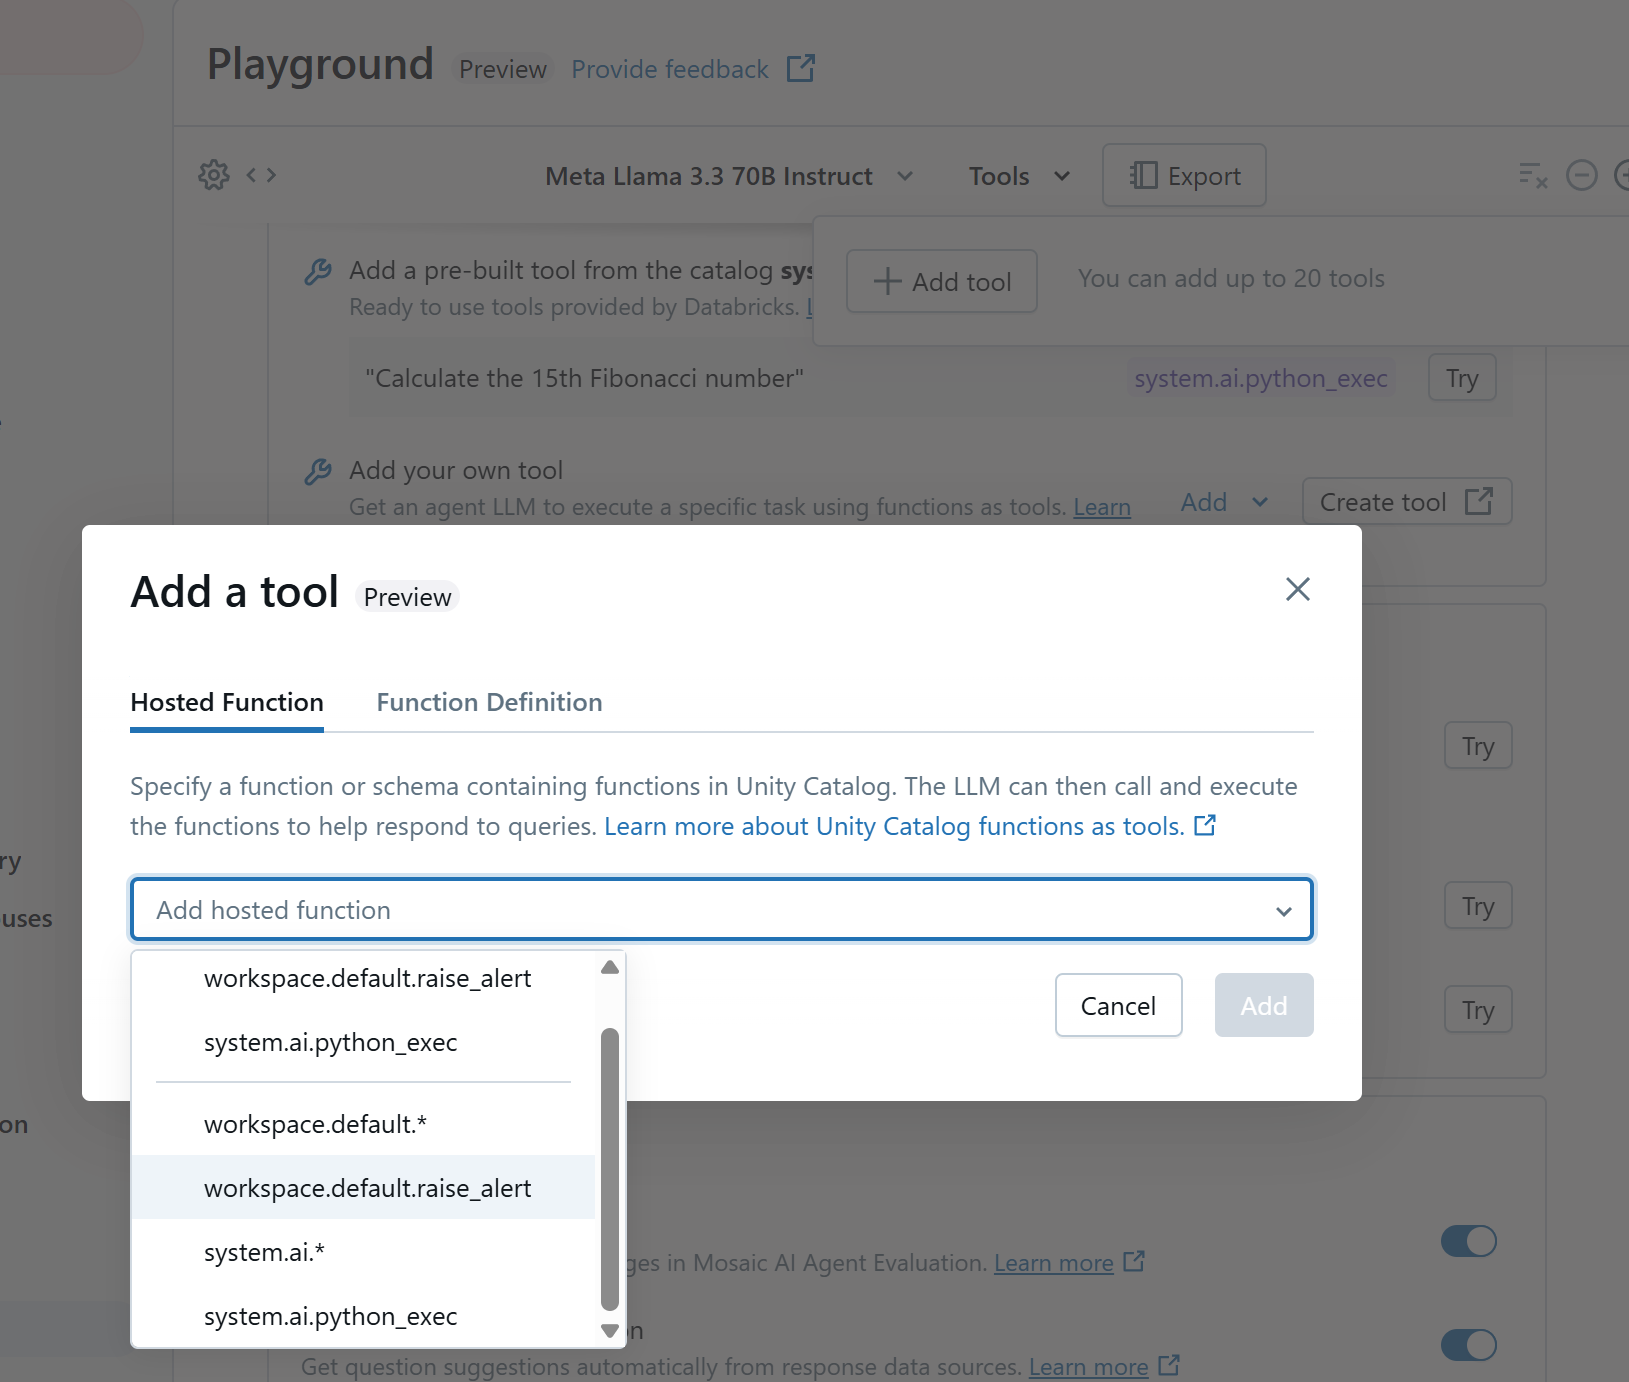 Playground Preview Provide feedback
Meta Llama 3.3 70B Instruct Tools Export
Add a pre-built tool from the catalog sys
Ready to use tools provided by Databricks.
Add tool You can add up to 20 tools
"Calculate the 15th Fibonacci number" system.ai.python_exec Try
Add your own tool
Get an agent LLM to execute a specific task using functions as tools. Learn Add Create tool
Add a tool Preview
Hosted Function Function Definition
Specify a function or schema containing functions in Unity Catalog. The LLM can then call and execute
the functions to help respond to queries. Learn more about Unity Catalog functions as tools.
Add hosted function
workspace.default.raise_alert
system.ai.python_exec
workspace.default.*
workspace.default.raise_alert
system.ai.*
system.ai.python_exec
Cancel Add
Try
Try
Try
ry
uses
on
ges in Mosaic AI Agent Evaluation. Learn more
on
Get question suggestions automatically from response data sources. Learn more